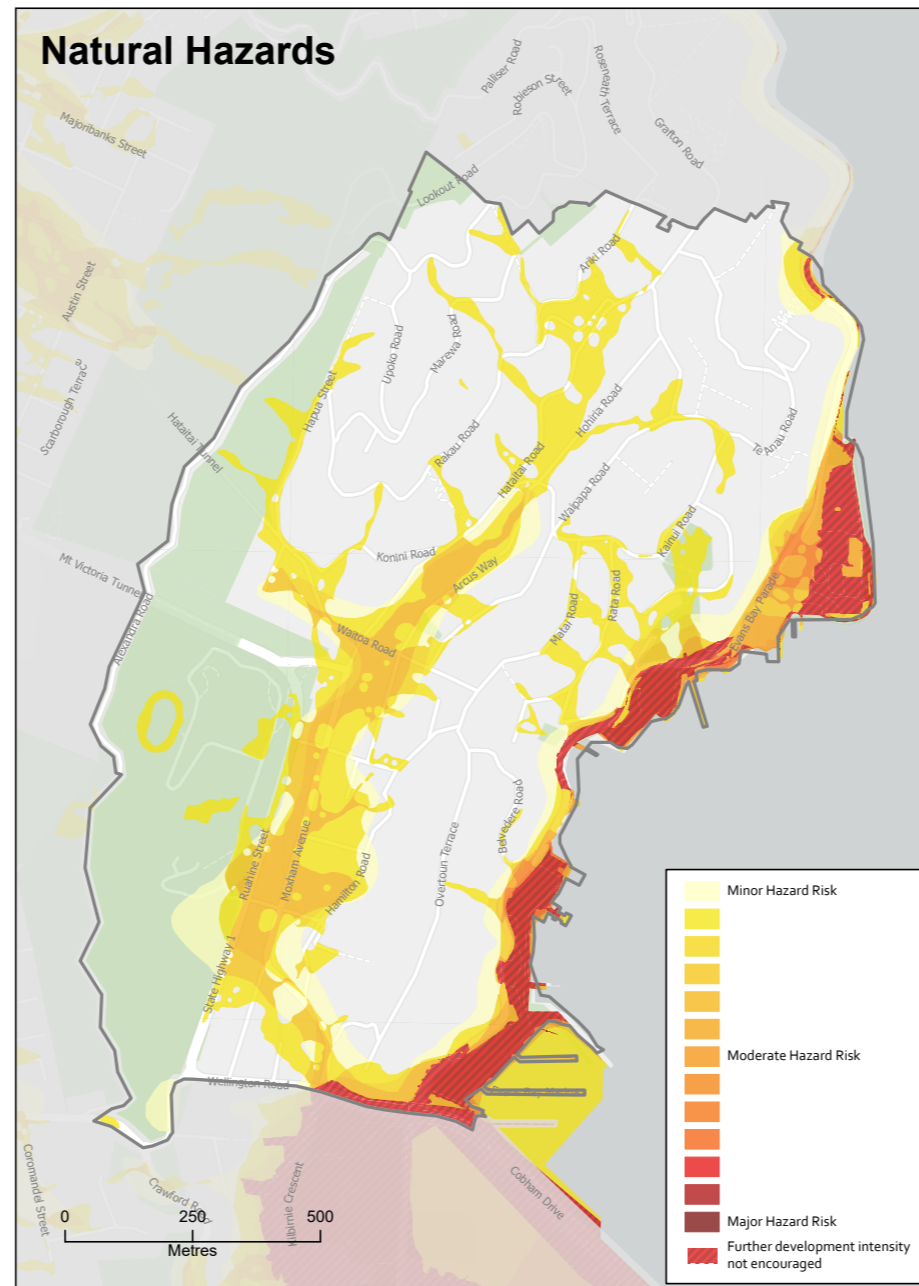 Natural Hazards
Palliser Road
Robieson Street
Roseneath Terrace
Grafton Road
Majoribanks Street
Lookout Road
Austin Street
Ariki Road
Scarborough Terrace
Upoko Road
Marewa Road
Hapua Street
Hataitai Tunnel
Rakau Road
Hataitai Road
Hohiria Road
Te Anau Road
Waipapa Road
Konini Road
Arcus Way
Kainui Road
Mt Victoria Tunnel
Alexandra Road
Waitoa Road
Matai Road
Rata Road
Evans Bay Parade
Belvedere Road
Ruahine Street
Moxham Avenue
Hamilton Road
Overtoun Terrace
State Highway 1
Wellington Road
Coromandel Street
Crawford Road
Kilbirnie Crescent
Cobham Drive
0 250 500
Metres
Minor Hazard Risk
Moderate Hazard Risk
Major Hazard Risk
Further development intensity
not encouraged